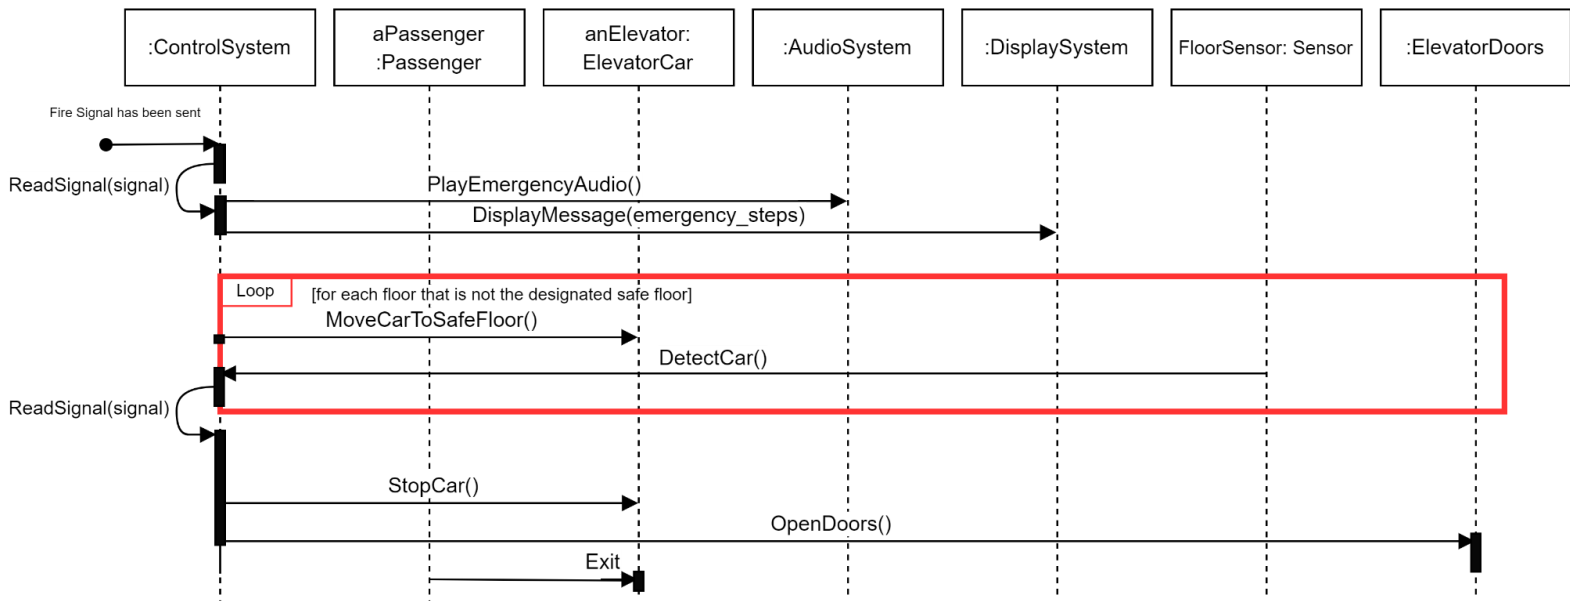 :ControlSystem
aPassenger
:Passenger
anElevator:
ElevatorCar
:AudioSystem
:DisplaySystem
FloorSensor: Sensor
:ElevatorDoors
Fire Signal has been sent
ReadSignal(signal)
PlayEmergencyAudio()
DisplayMessage(emergency_steps)
Loop
[for each floor that is not the designated safe floor]
MoveCarToSafeFloor()
DetectCar()
ReadSignal(signal)
StopCar()
OpenDoors()
Exit